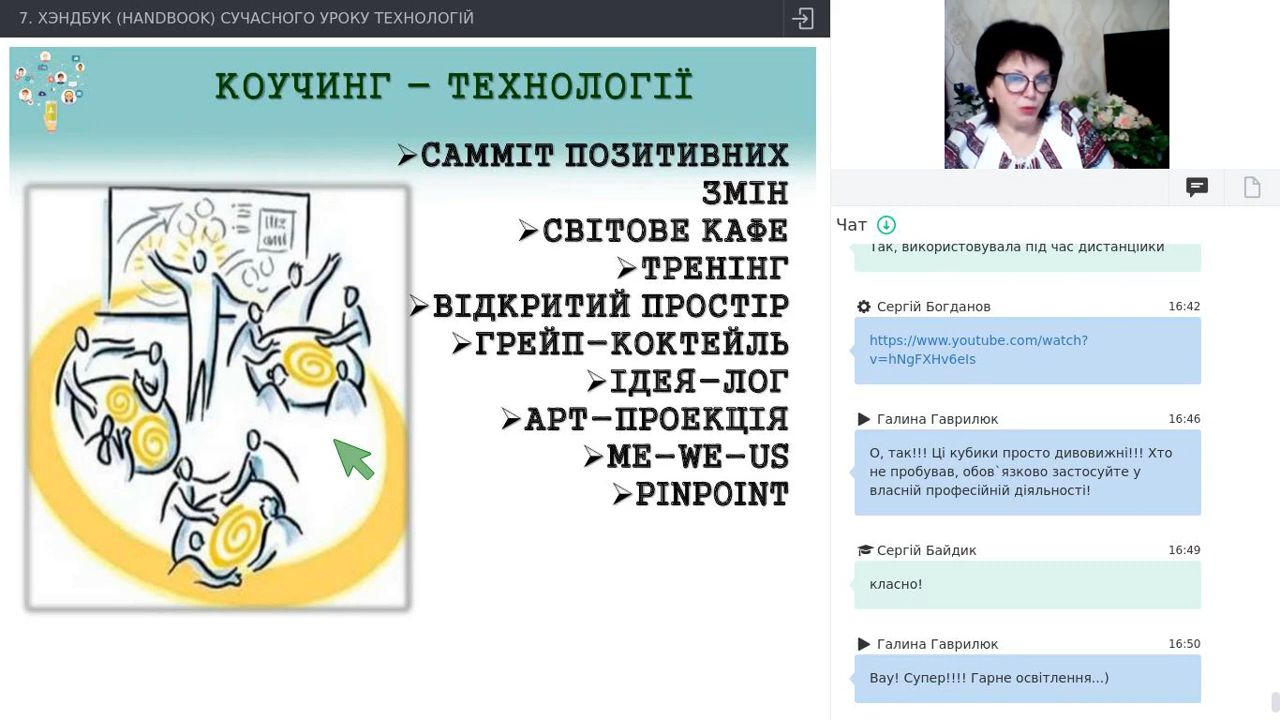 7. ХЭНДБУК (HANDBOOK) СУЧАСНОГО УРОКУ ТЕХНОЛОГІЙ
КОУЧИНГ – ТЕХНОЛОГІЇ
➢САММІТ ПОЗИТИВНИХ
ЗМІН
➢СВІТОВЕ КАФЕ
➢ТРЕНІНГ
➢ВІДКРИТИЙ ПРОСТІР
➢ГРЕЙП-КОКТЕЙЛЬ
➢ІДЕЯ-ЛОГ
➢АРТ-ПРОЕКЦІЯ
➢ME-WE-US
➢PINPOINT
Чат
Так, використовувала під час дистанційки
Сергій Богданов 16:42
https://www.youtube.com/watch?
v=hNgFXHv6eIs
Галина Гаврилюк 16:46
О, так!!! Ці кубики просто дивовижні!!! Хто
не пробував, обов`язково застосуйте у
власній професійній діяльності!
Сергій Байдик 16:49
класно!
Галина Гаврилюк 16:50
Вау! Супер!!!! Гарне освітлення...)